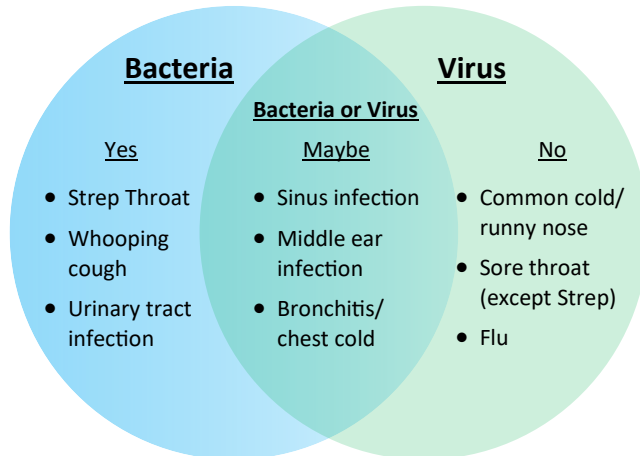 Bacteria
Virus
Bacteria or Virus
Yes
Maybe
No
• Strep Throat
• Whooping
cough
• Urinary tract
infection
• Sinus infection
• Middle ear
infection
• Bronchitis/
chest cold
• Common cold/
runny nose
• Sore throat
(except Strep)
• Flu